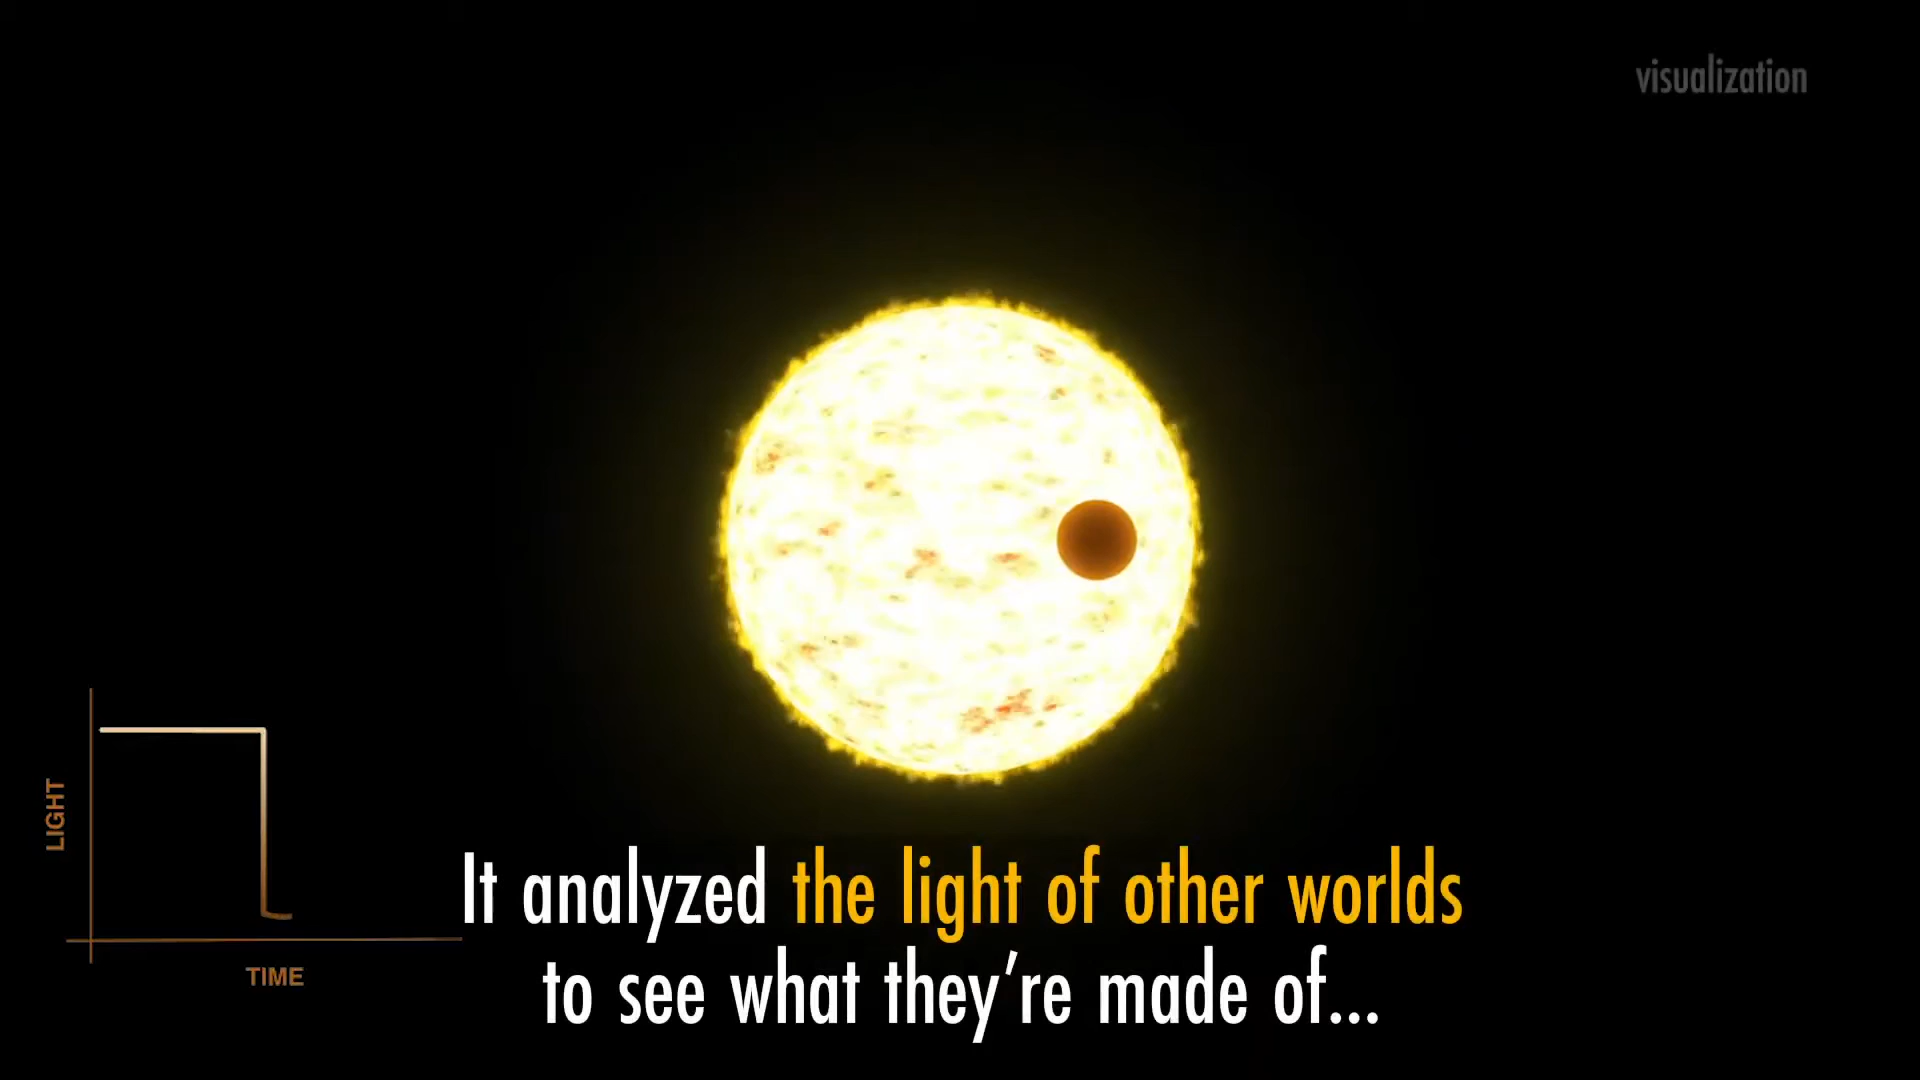 visualization
LIGHT
TIME
It analyzed the light of other worlds
to see what they’re made of...